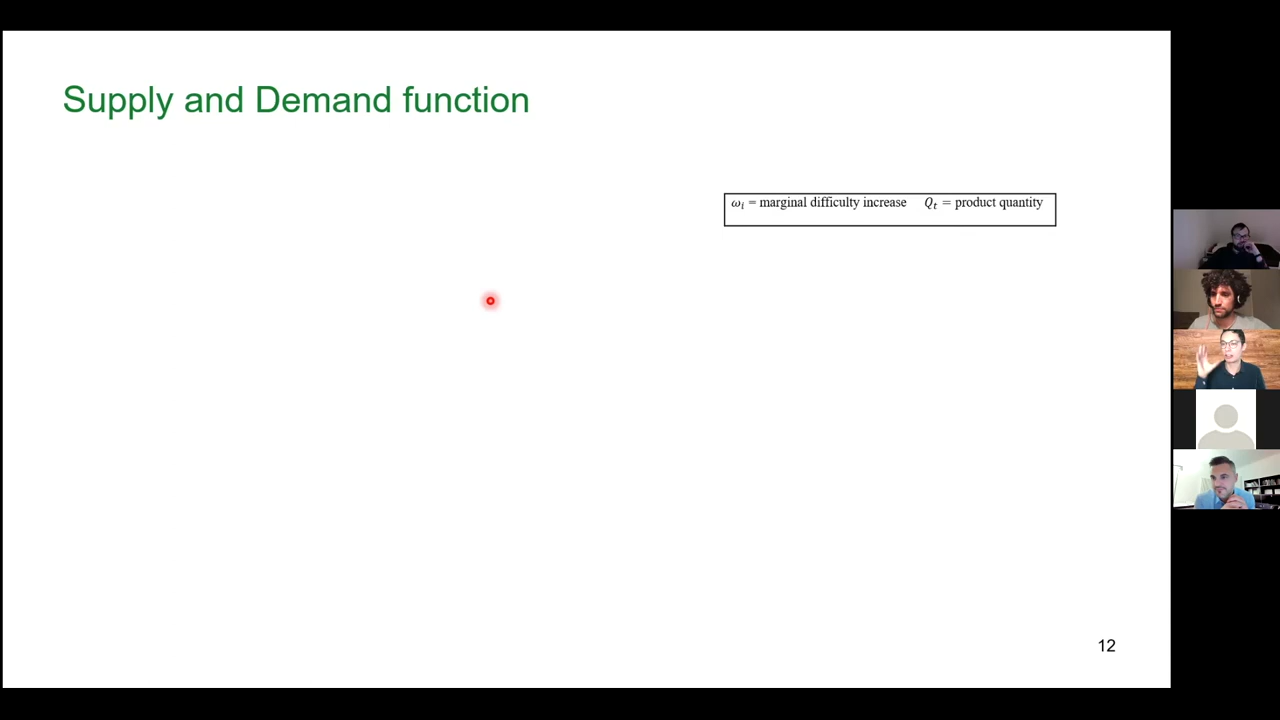 Supply and Demand function
ωᵢ = marginal difficulty increase Qₜ = product quantity
12